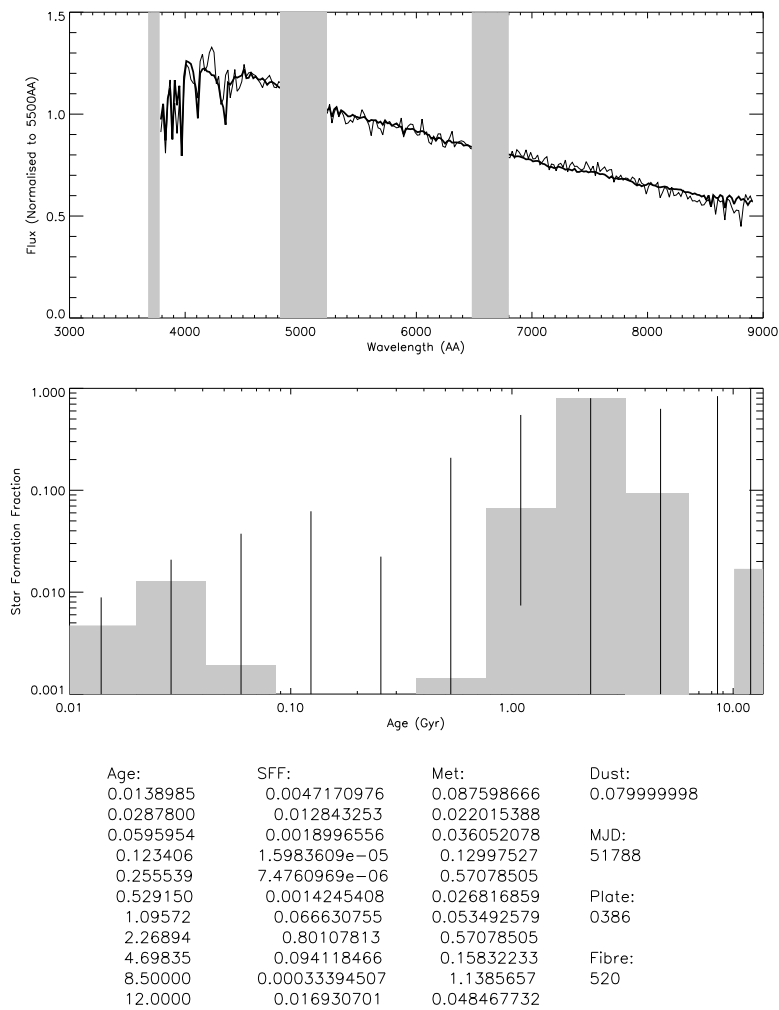 1.5
1.0
0.5
0.0
Flux (Normalised to 5500AA)
3000 4000 5000 6000 7000 8000 9000
Wavelength (AA)
1.000
0.100
0.010
0.001
Star Formation Fraction
0.01 0.10 1.00 10.00
Age (Gyr)
Age: SFF: Met: Dust:
0.0138985 0.0047170976 0.087598666 0.079999998
0.0287800 0.012843253 0.022015388
0.0595954 0.0018996556 0.036052078 MJD:
0.123406 1.5983609e-05 0.12997527 51788
0.255539 7.4760969e-06 0.57078505
0.529150 0.0014245408 0.026816859 Plate:
1.09572 0.066630755 0.053492579 0386
2.26894 0.80107813 0.57078505
4.69835 0.094118466 0.15832233 Fibre:
8.50000 0.00033394507 1.1385657 520
12.0000 0.016930701 0.048467732